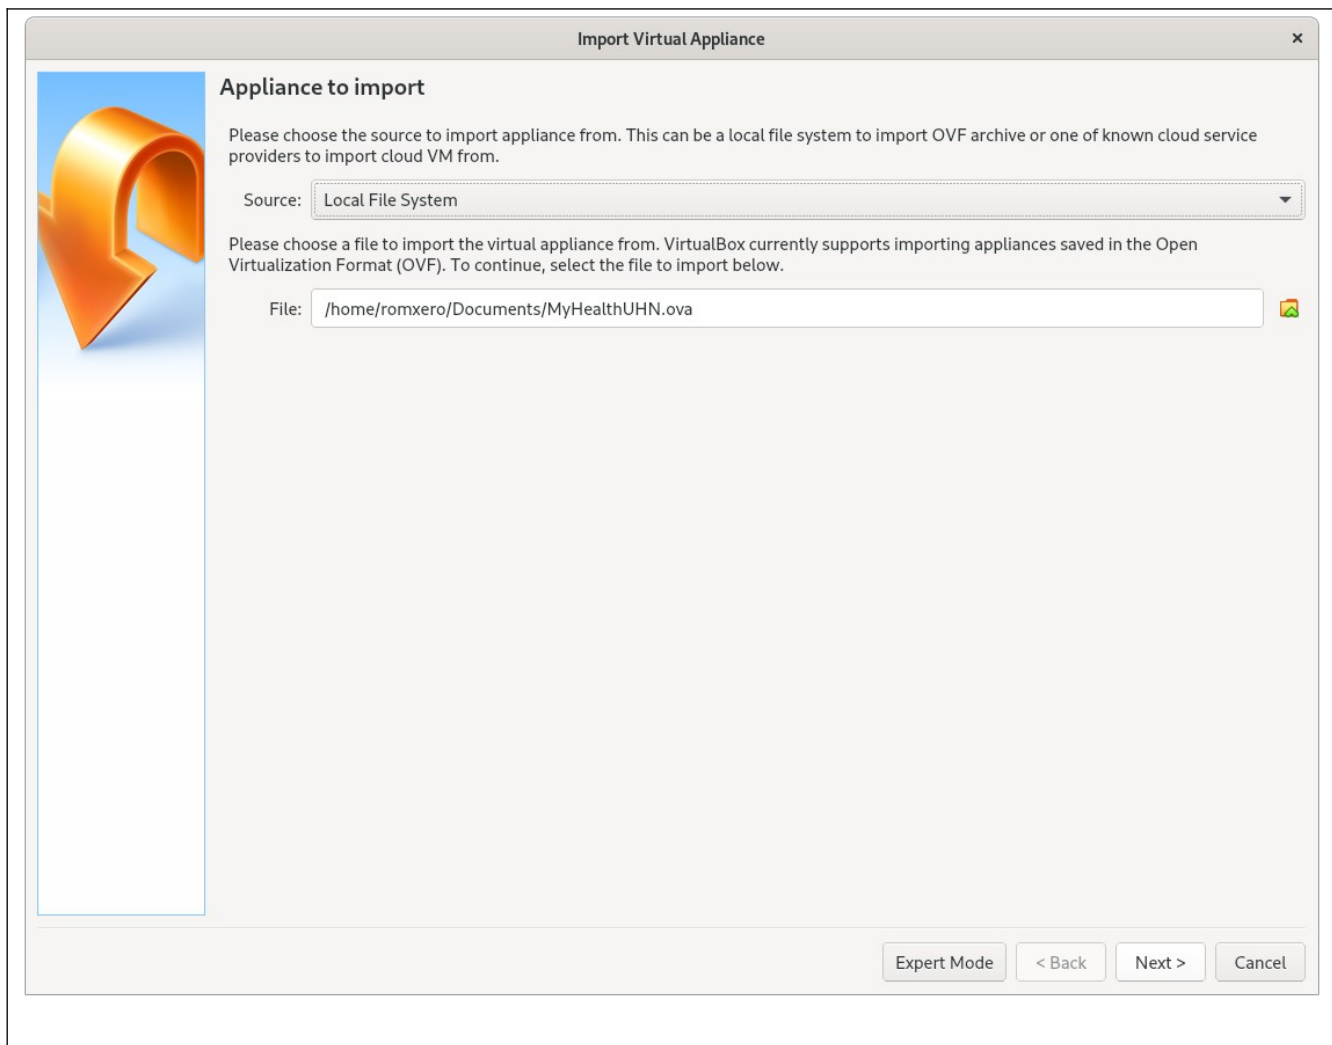 Import Virtual Appliance
×
Appliance to import
Please choose the source to import appliance from. This can be a local file system to import OVF archive or one of known cloud service
providers to import cloud VM from.
Source: Local File System
Please choose a file to import the virtual appliance from. VirtualBox currently supports importing appliances saved in the Open
Virtualization Format (OVF). To continue, select the file to import below.
File: /home/romxero/Documents/MyHealthUHN.ova
Expert Mode < Back Next > Cancel